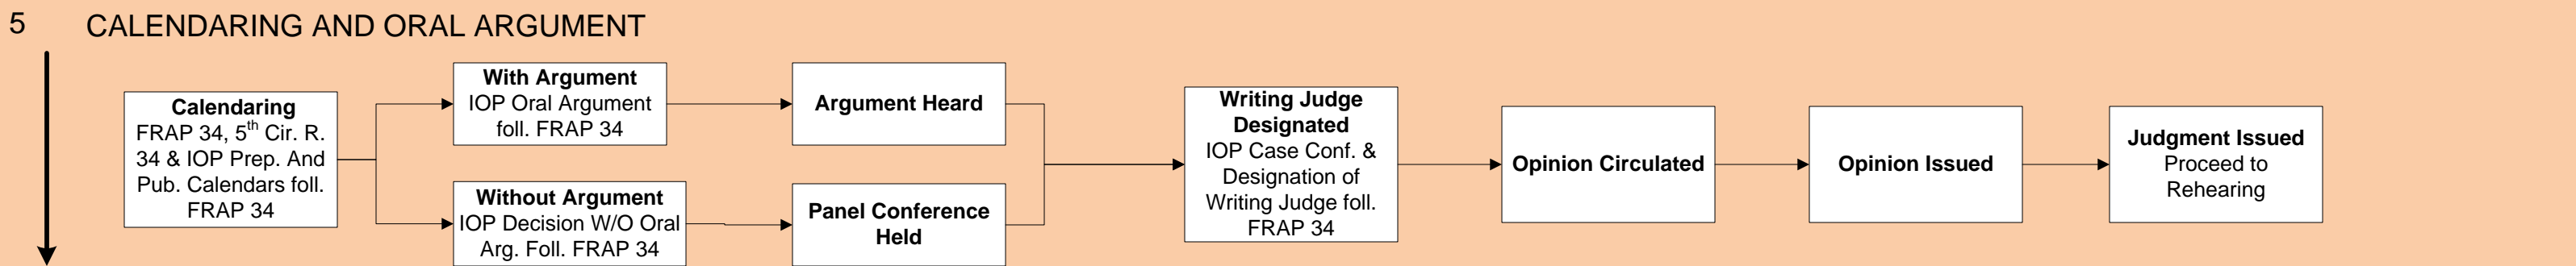 5 CALENDARING AND ORAL ARGUMENT
Calendaring
FRAP 34, 5th Cir. R.
34 & IOP Prep. And
Pub. Calendars foll.
FRAP 34
With Argument
IOP Oral Argument
foll. FRAP 34
Without Argument
IOP Decision W/O Oral
Arg. Foll. FRAP 34
Argument Heard
Panel Conference
Held
Writing Judge
Designated
IOP Case Conf. &
Designation of
Writing Judge foll.
FRAP 34
Opinion Circulated
Opinion Issued
Judgment Issued
Proceed to
Rehearing